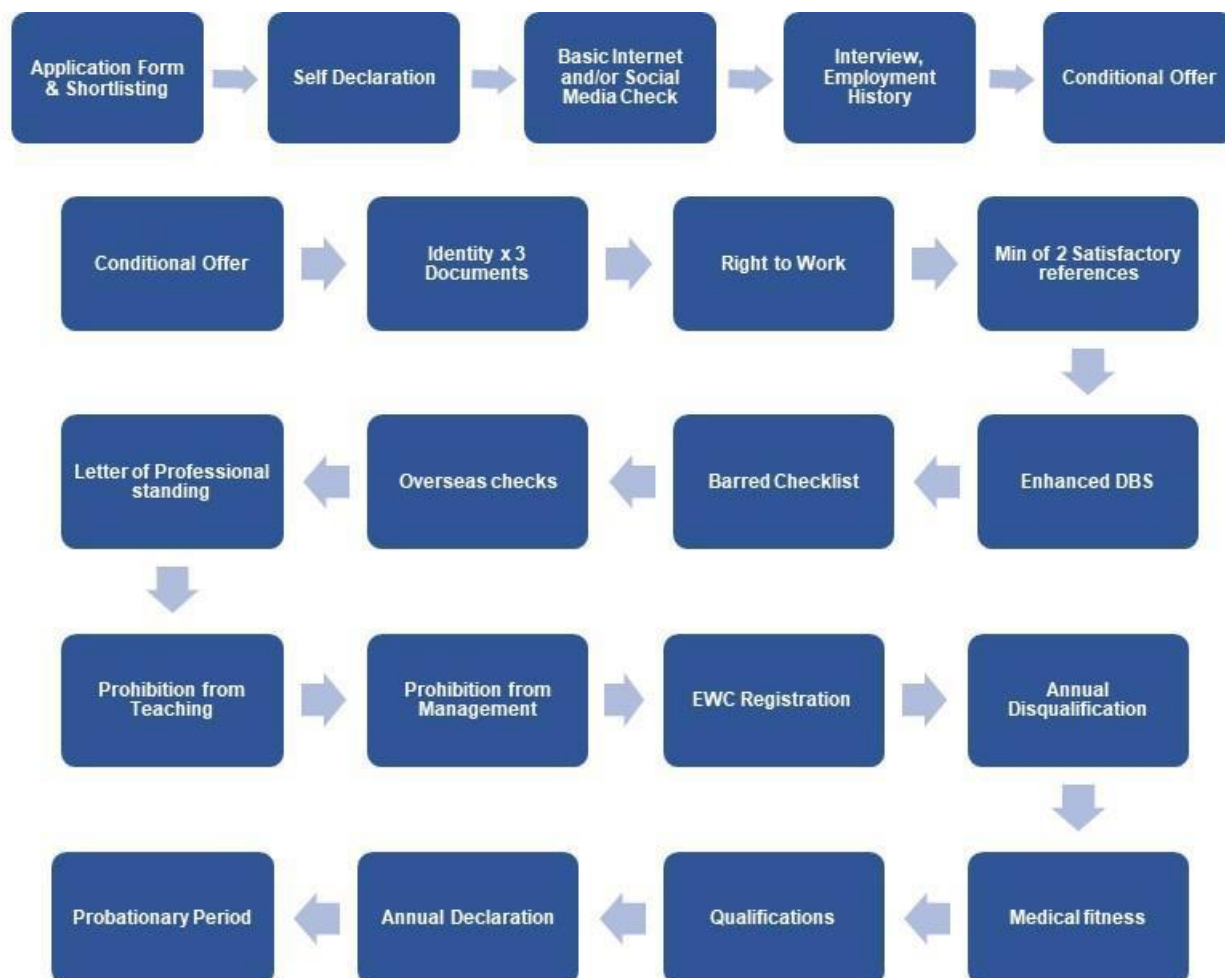 Application Form
& Shortlisting
Self Declaration
Basic Internet
and/or Social
Media Check
Interview,
Employment
History
Conditional Offer
Conditional Offer
Identity x 3
Documents
Right to Work
Min of 2 Satisfactory
references
Enhanced DBS
Barred Checklist
Overseas checks
Letter of Professional
standing
Prohibition from
Teaching
Prohibition from
Management
EWC Registration
Annual
Disqualification
Medical fitness
Qualifications
Annual Declaration
Probationary Period